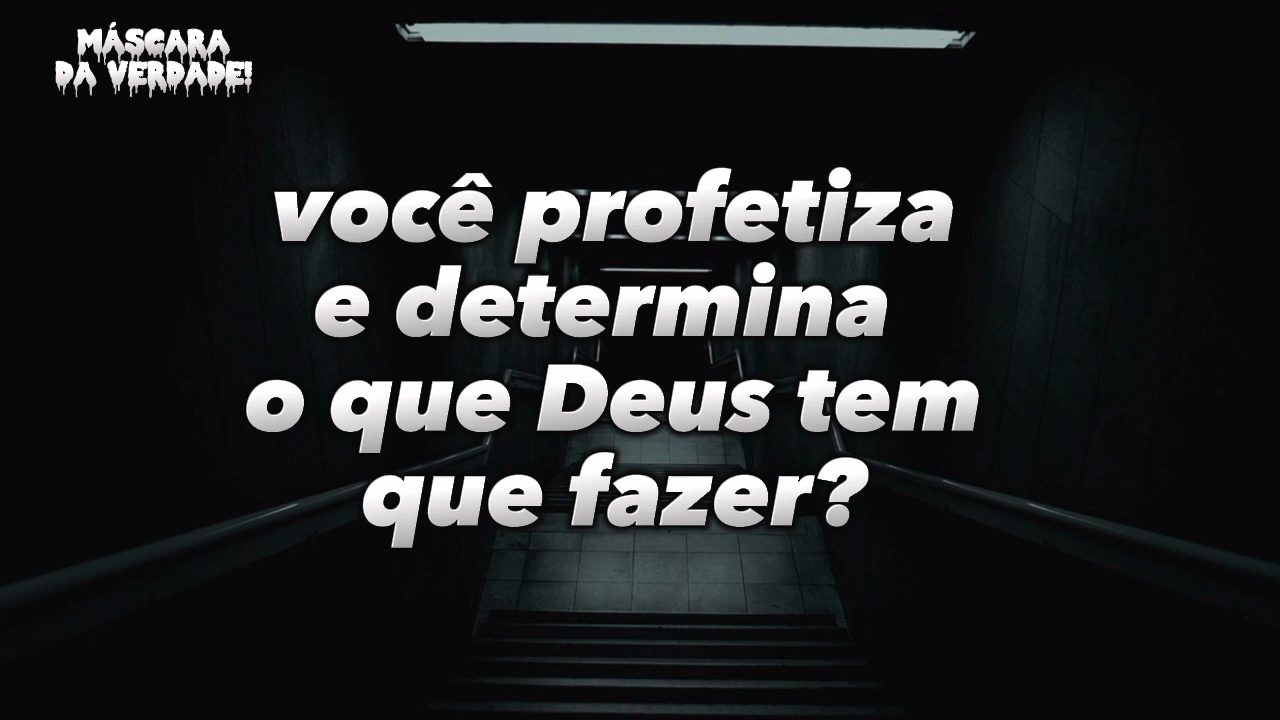 MÁSCARA
DA VERDADE!
você profetiza
e determina
o que Deus tem
que fazer?